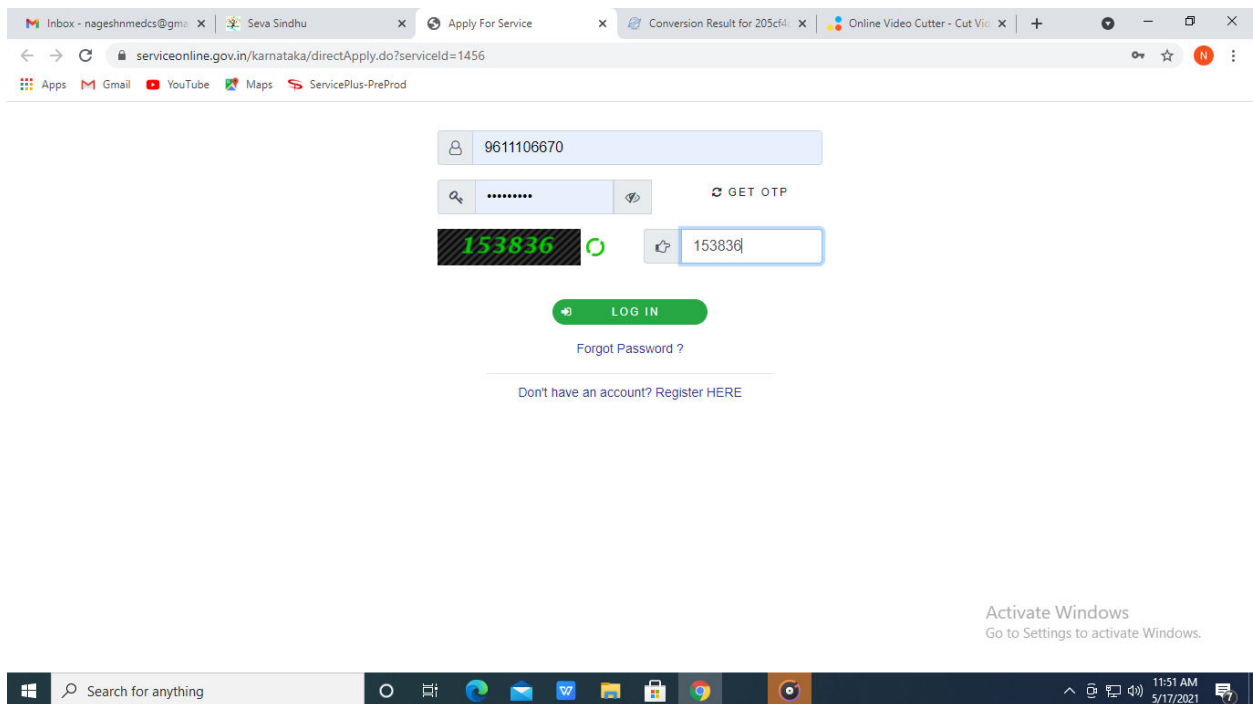 Inbox - nageshnmedcs@gma
Seva Sindhu
Apply For Service
Conversion Result for 205cf4
Online Video Cutter - Cut Vid
serviceonline.gov.in/karnataka/directApply.do?serviceId=1456
N
Apps Gmail YouTube Maps ServicePlus-PreProd
9611106670
••••••••• GET OTP
153836 153836
LOG IN
Forgot Password ?
Don't have an account? Register HERE
Activate Windows
Go to Settings to activate Windows.
Search for anything
11:51 AM
5/17/2021